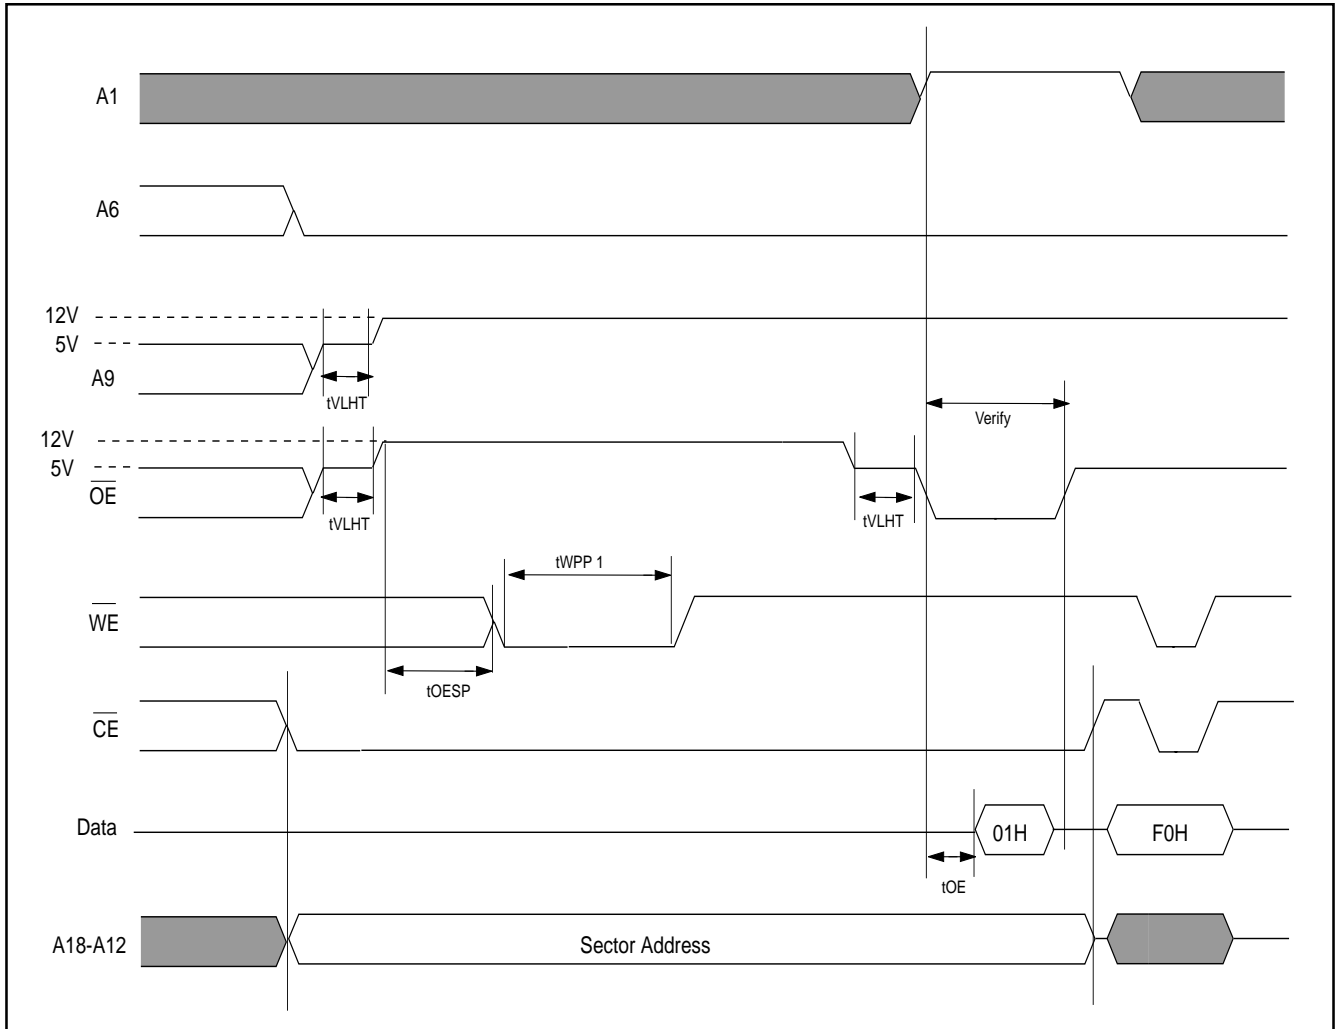 A1
A6
12V
5V
A9
tVLHT
Verify
12V
5V
OE
tVLHT
tVLHT
tWPP 1
WE
tOESP
CE
Data
01H
F0H
tOE
A18-A12
Sector Address